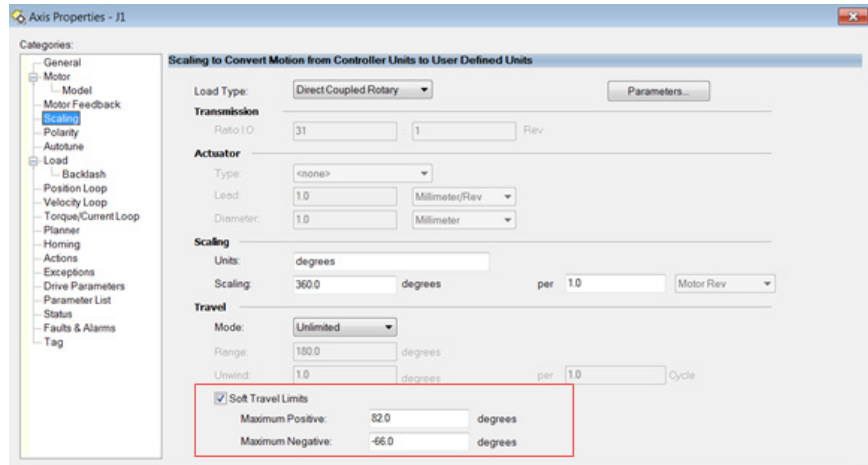 Axis Properties - J1
Categories:
General
Motor
Model
Motor Feedback
Scaling
Polarity
Autotune
Load
Backlash
Position Loop
Velocity Loop
Torque/Current Loop
Planner
Homing
Actions
Exceptions
Drive Parameters
Parameter List
Status
Faults & Alarms
Tag
Scaling to Convert Motion from Controller Units to User Defined Units
Load Type: Direct Coupled Rotary Parameters...
Transmission
Ratio I:O: 31 : 1 Rev
Actuator
Type: <none>
Lead: 1.0 Millimeter/Rev
Diameter: 1.0 Millimeter
Scaling
Units: degrees
Scaling: 360.0 degrees per 1.0 Motor Rev
Travel
Mode: Unlimited
Range: 180.0 degrees
Unwind: 1.0 degrees per 1.0 Cycle
Soft Travel Limits
Maximum Positive: 82.0 degrees
Maximum Negative: -66.0 degrees